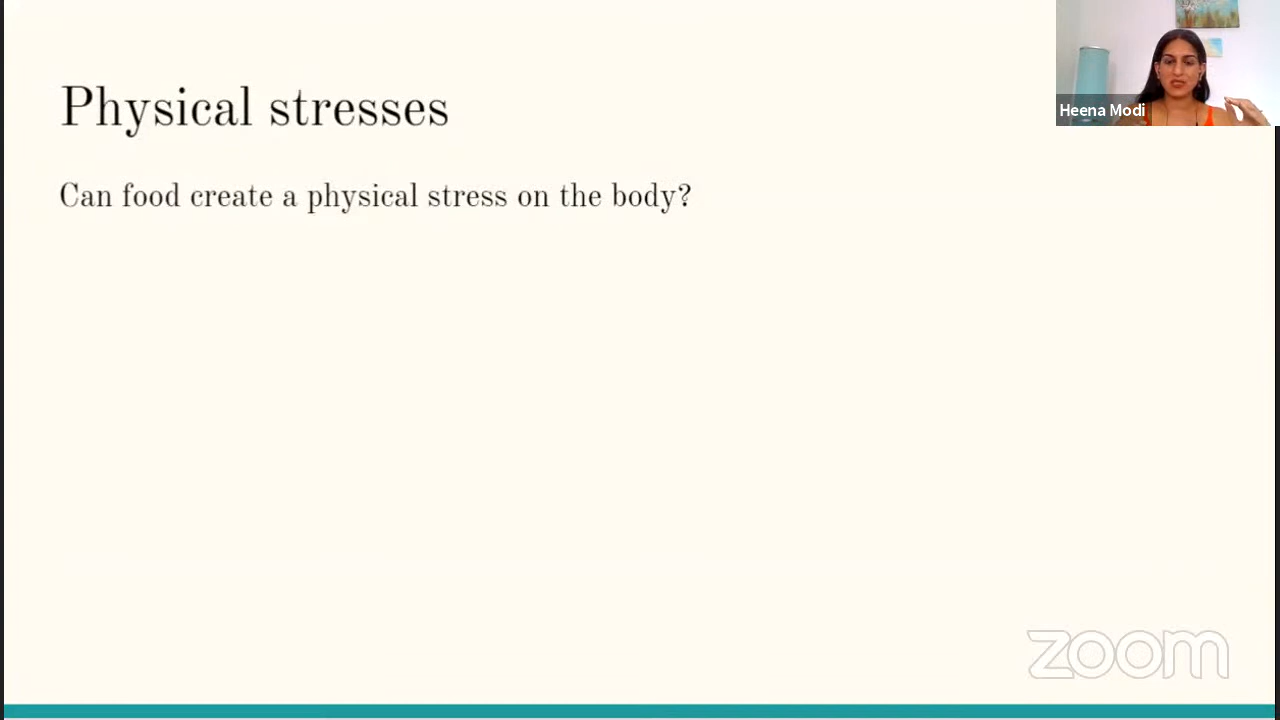 Physical stresses
Heena Modi
Can food create a physical stress on the body?
zoom